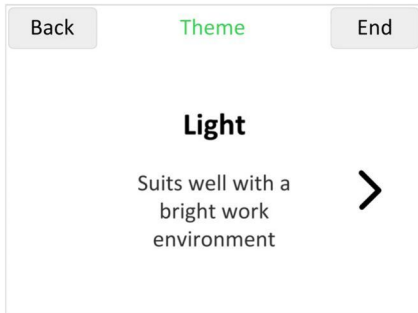 Back Theme End
Light
Suits well with a
bright work
environment